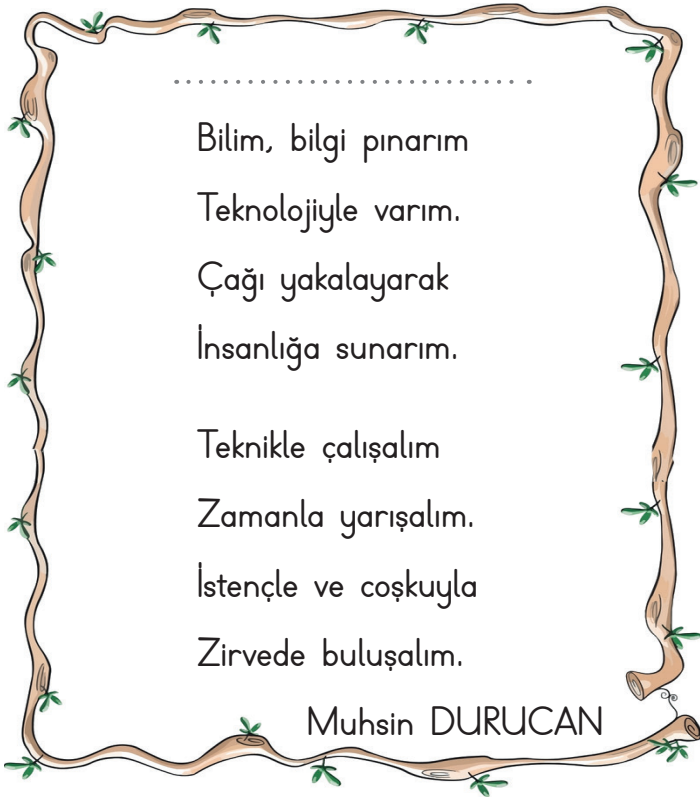 ..............................
Bilim, bilgi pınarım
Teknolojiyle varım.
Çağı yakalayarak
İnsanlığa sunarım.
Teknikle çalışalım
Zamanla yarışalım.
İstençle ve coşkuyla
Zirvede buluşalım.
Muhsin DURUCAN